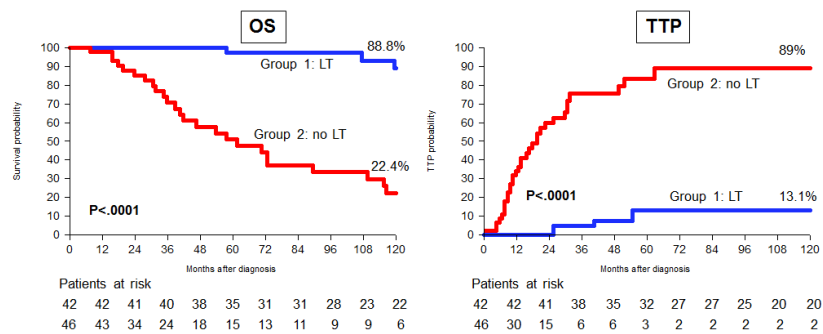 OS
Survival probability
100
90
80
70
60
50
40
30
20
10
0
88.8%
Group 1: LT
Group 2: no LT
22.4%
P<.0001
0 12 24 36 48 60 72 84 96 108 120
Months after diagnosis
Patients at risk
42 42 41 40 38 35 31 31 28 23 22
46 43 34 24 18 15 13 11 9 9 6
TTP
TTP probability
100
90
80
70
60
50
40
30
20
10
0
89%
Group 2: no LT
P<.0001
Group 1: LT
13.1%
0 12 24 36 48 60 72 84 96 108 120
Months after diagnosis
Patients at risk
42 42 41 38 35 32 27 27 25 20 20
46 30 15 6 6 3 2 2 2 2 2